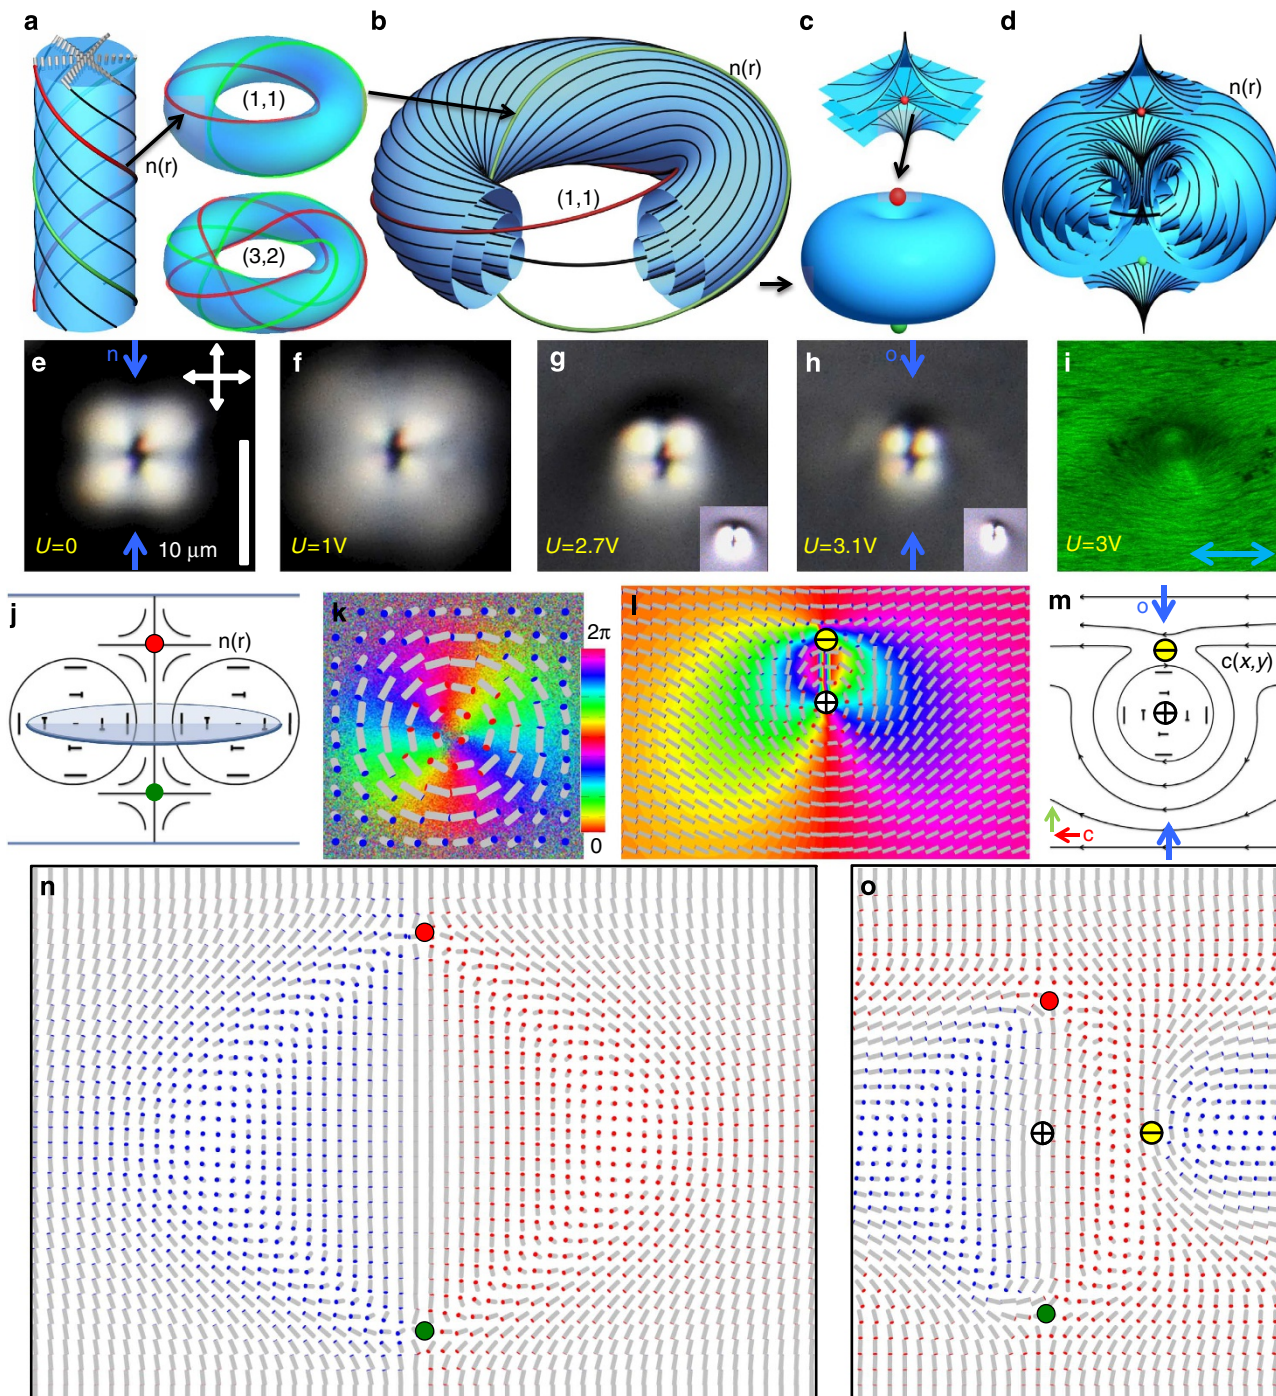 a
b
c
d
n(r)
(1,1)
(3,2)
n(r)
(1,1)
n(r)
e
n
U=0
10 μm
f
U=1V
g
U=2.7V
h
o
U=3.1V
i
U=3V
j
n(r)
k
2π
0
l
m
o
c(x,y)
c
n
o